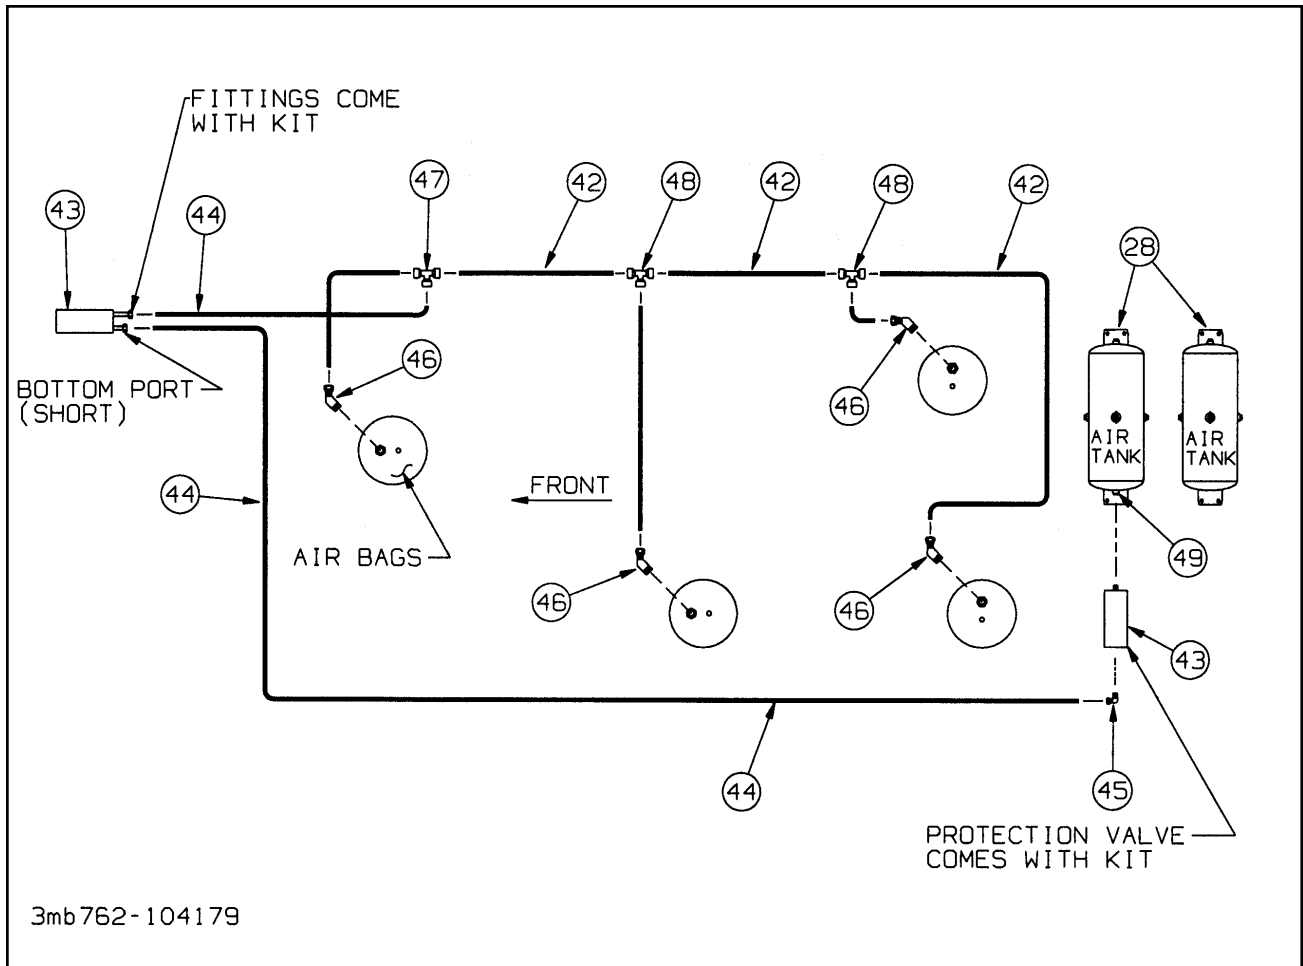 FITTINGS COME
WITH KIT
47
42
48
42
48
42
43
44
28
46
BOTTOM PORT
(SHORT)
46
AIR
TANK
AIR
TANK
44
FRONT
AIR BAGS
49
46
46
43
44
45
PROTECTION VALVE
COMES WITH KIT
3mb762-104179